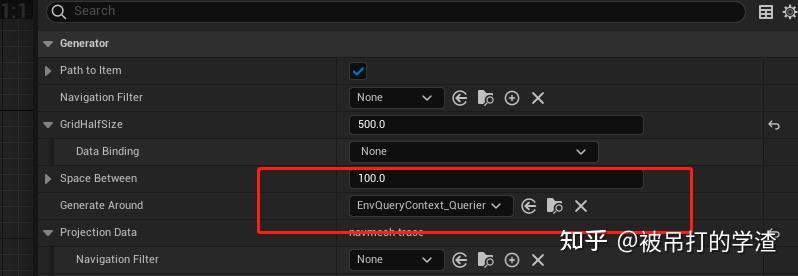 1:1
Search
Generator
Path to Item
Navigation Filter None
GridHalfSize 500.0
Data Binding None
Space Between 100.0
Generate Around EnvQueryContext_Querier
Projection Data navmesh trace
Navigation Filter None
知乎 @被吊打的学渣